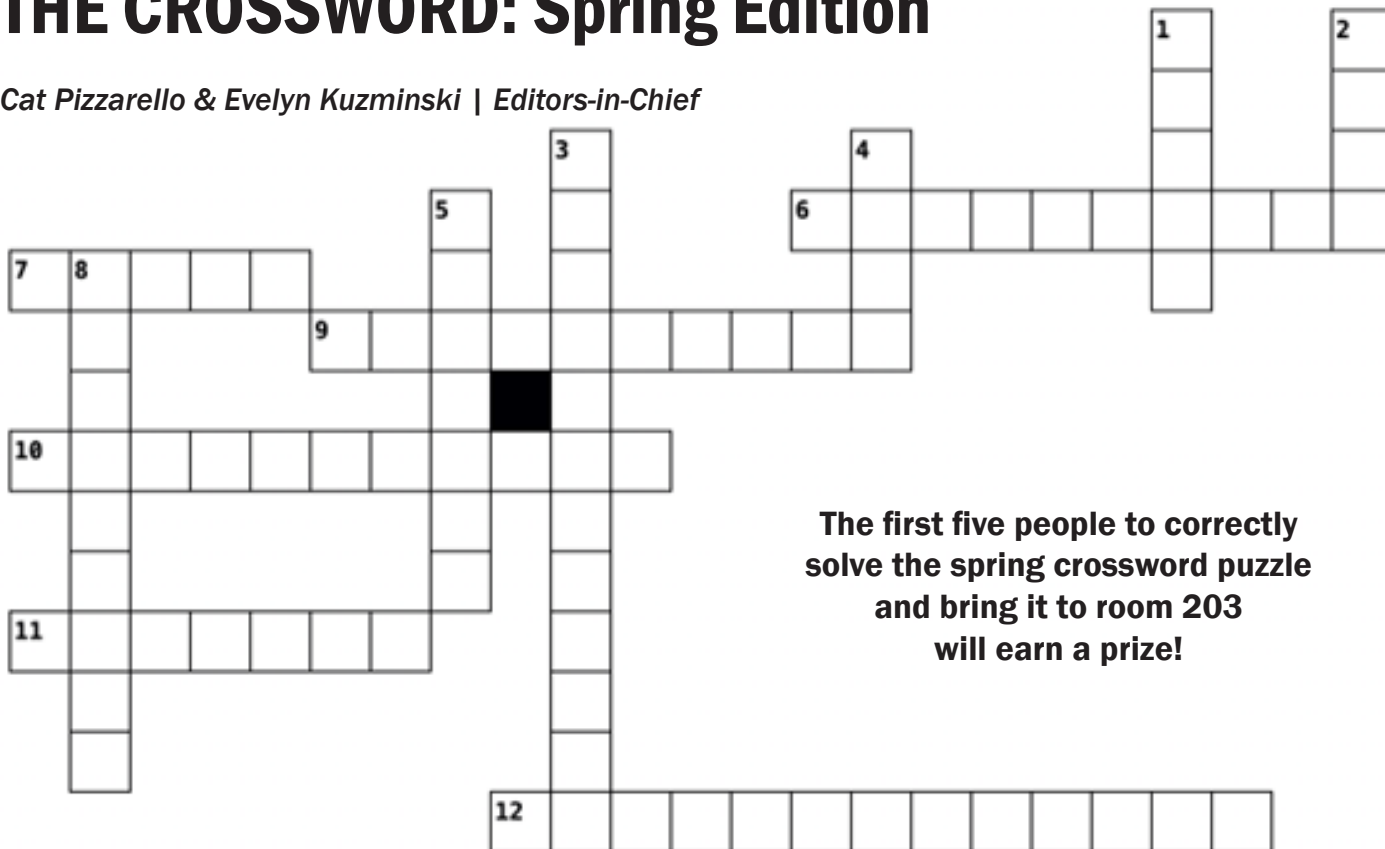 THE CROSSWORD: Spring Edition
Cat Pizzarello & Evelyn Kuzminski | Editors-in-Chief
1
2
3
4
5
6
7
8
9
10
11
12
The first five people to correctly
solve the spring crossword puzzle
and bring it to room 203
will earn a prize!